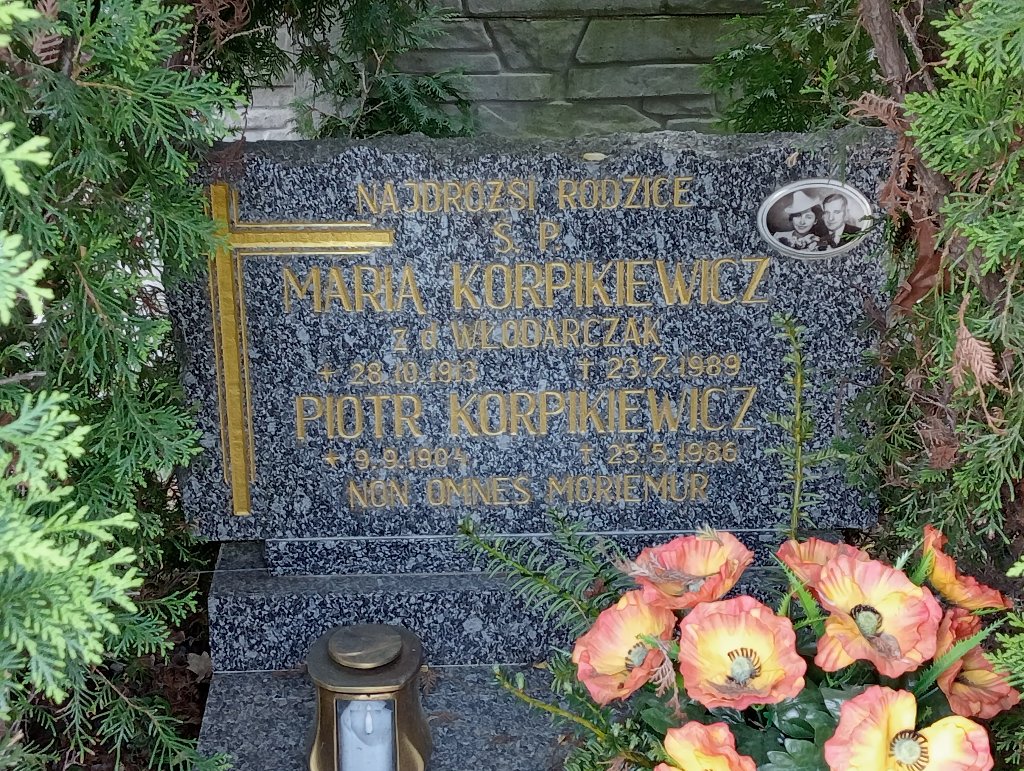 NAJDROŻSI RODZICE
Ś. P.
MARIA KORPIKIEWICZ
z d. WŁODARCZAK
+ 28.10.1913 † 23.7.1989
PIOTR KORPIKIEWICZ
+ 9.9.1904 † 25.5.1986
NON OMNES MORIEMUR